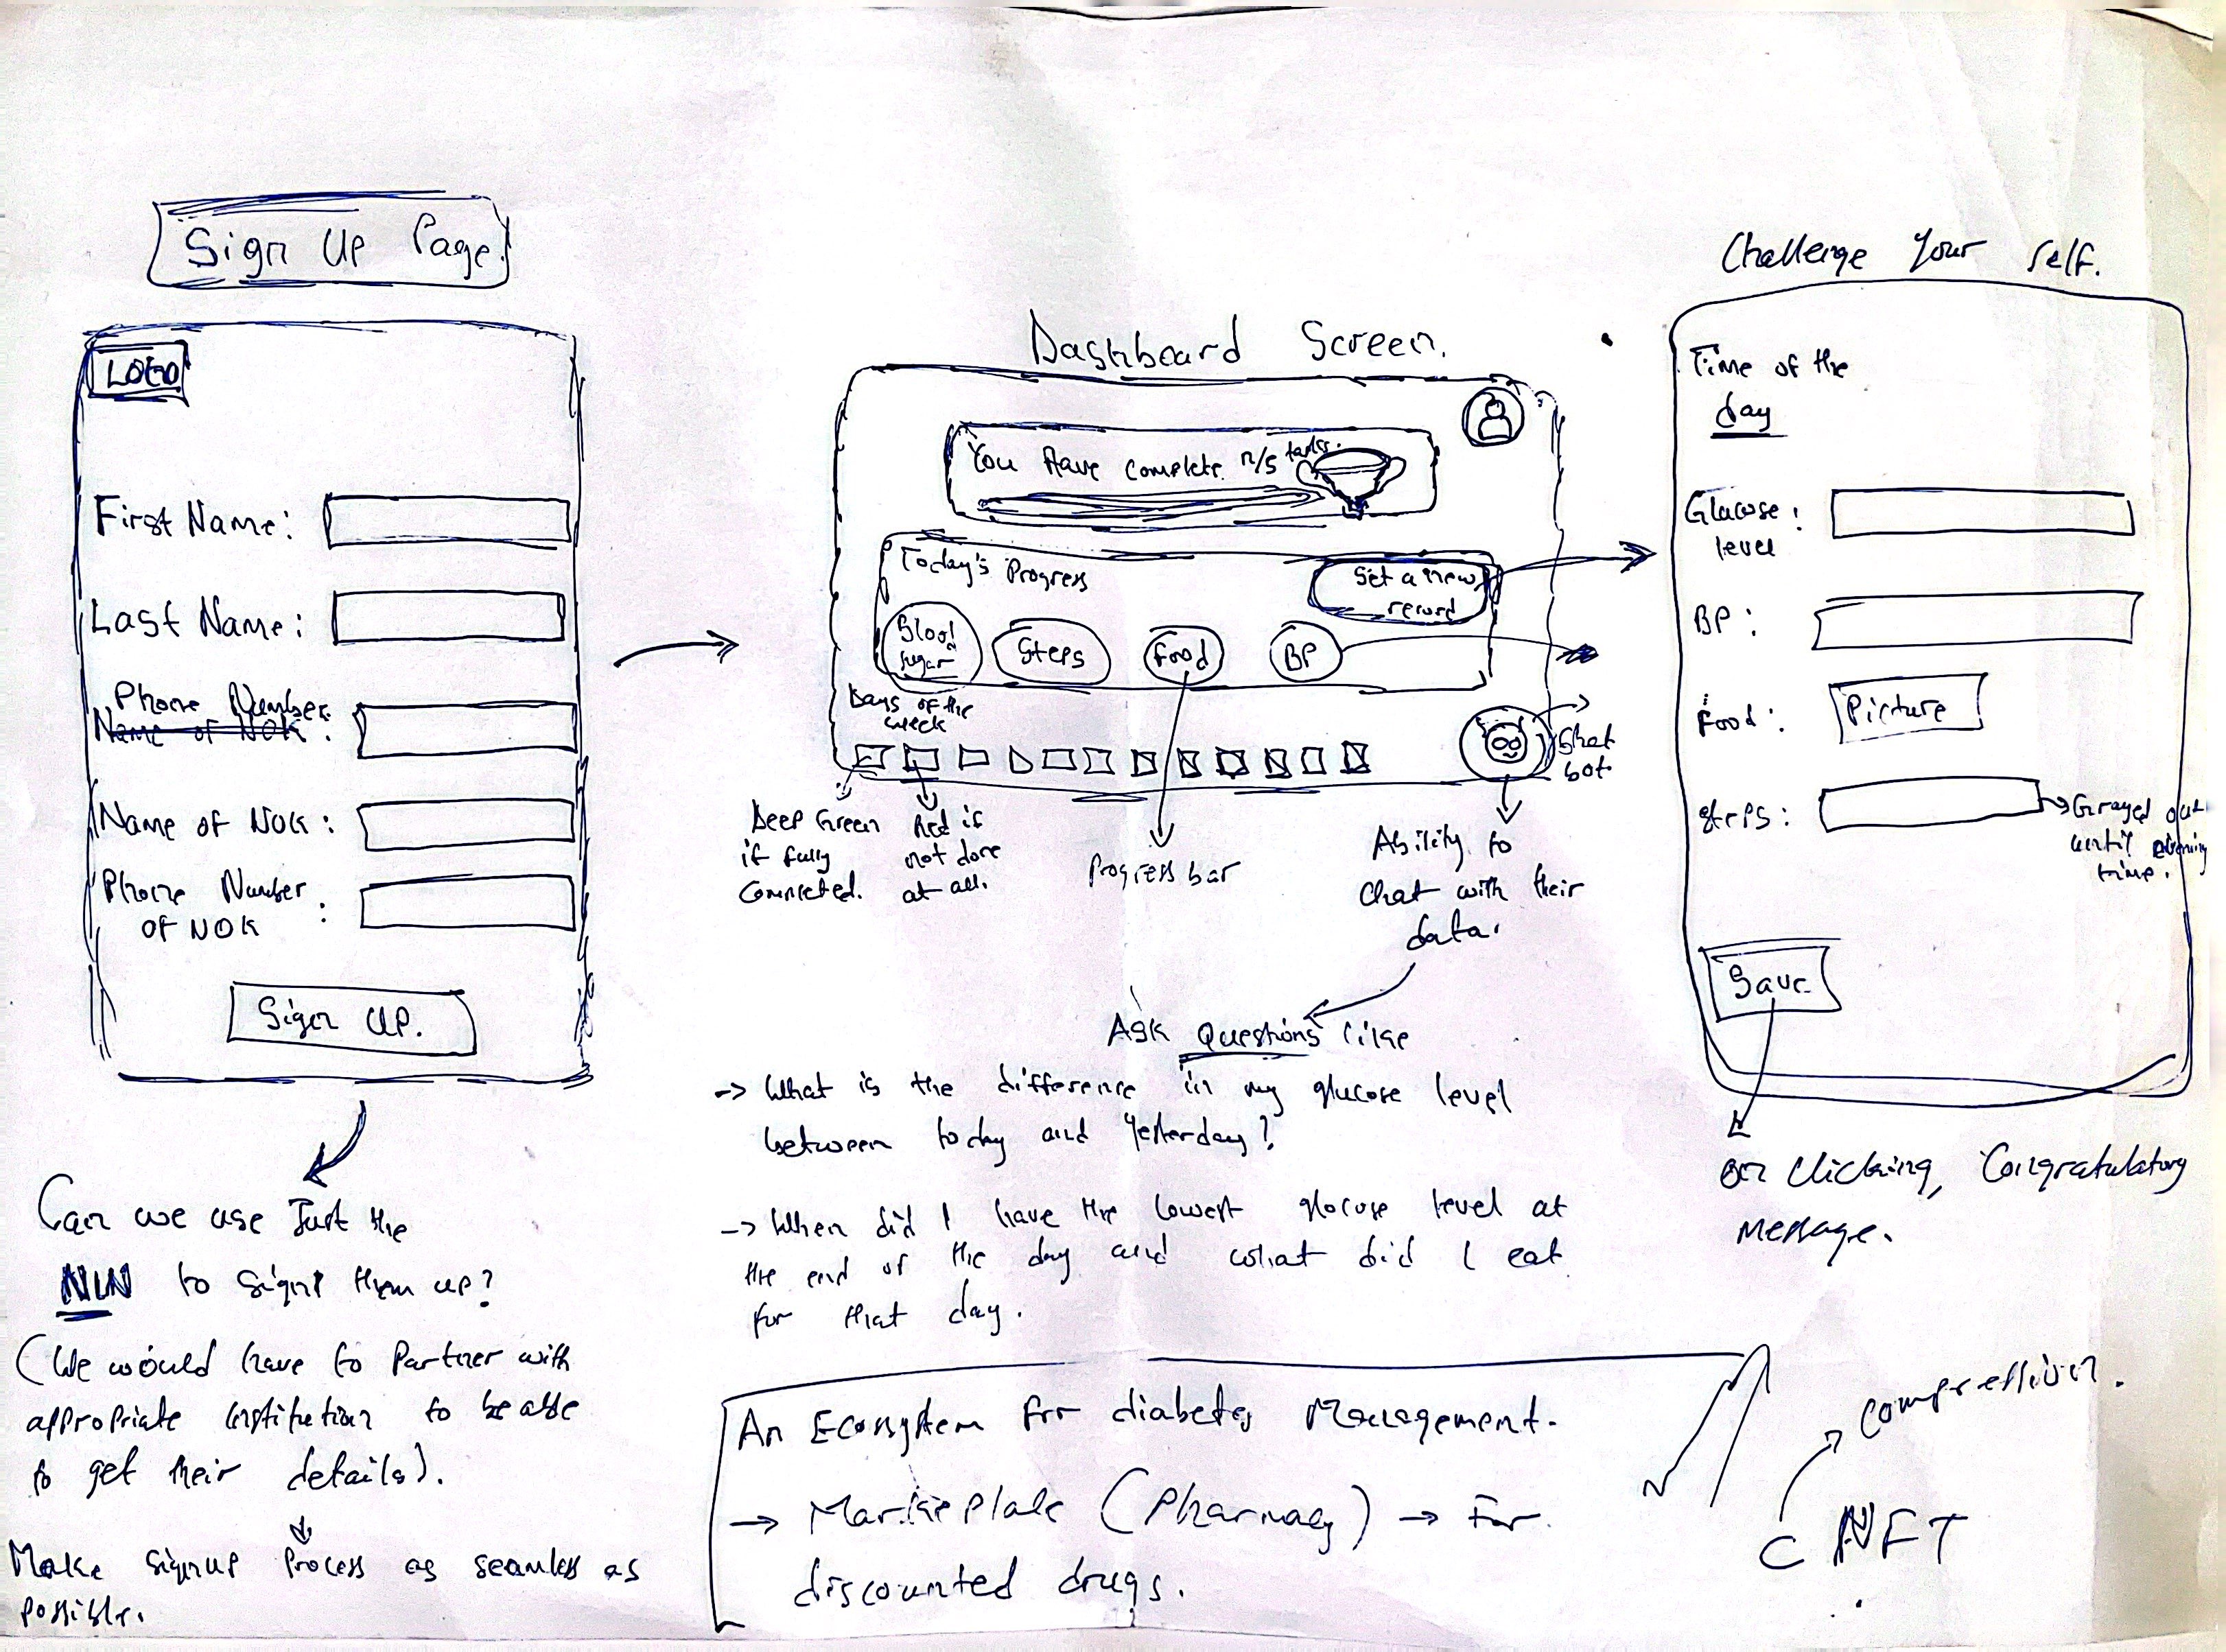 Sign Up Page
LOGO
First Name:
Last Name:
Phone Number
Name of NOK :
Name of NOK :
Phone Number
OF NOK :
Sign UP.
Can we use Just the
NIN to signup them up?
(We would have to Partner with
appropriate institution to be able
to get their details).
Make signup Process as seamless as
possible.
Dashboard Screen.
You Have complete n/5 tasks.
Today's Progress
Set a new
record
Blood
sugar
Steps
Food
BP
Days of the
week
Chat
bot.
Deep Green
if fully
Completed.
Red if
not done
at all.
Progress bar
Ability to
Chat with their
data.
Ask Questions like
-> What is the difference in my glucose level
between today and Yesterday?
-> When did I have the lowest glocose level at
the end of the day and what did I eat
for that day.
An Ecosystem for diabetes Management.
→ Marketplace (Pharmacy) → For
discounted drugs.
Challenge Your self.
Time of the
day
Glucose :
level
BP :
Food : Picture
Steps :
Grayed out
until evening
time.
Save
on Clicking, Congratulatory
message.
compression.
C NFT